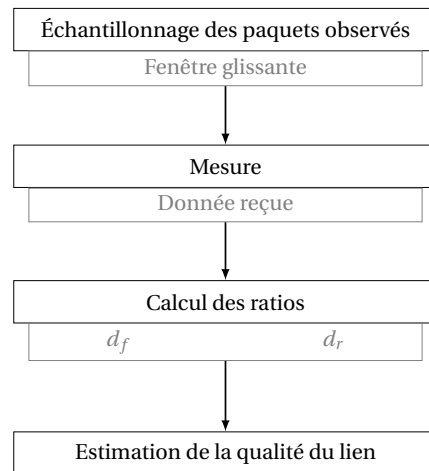 Échantillonnage des paquets observés
Fenêtre glissante
Mesure
Donnée reçue
Calcul des ratios
d_f d_r
Estimation de la qualité du lien